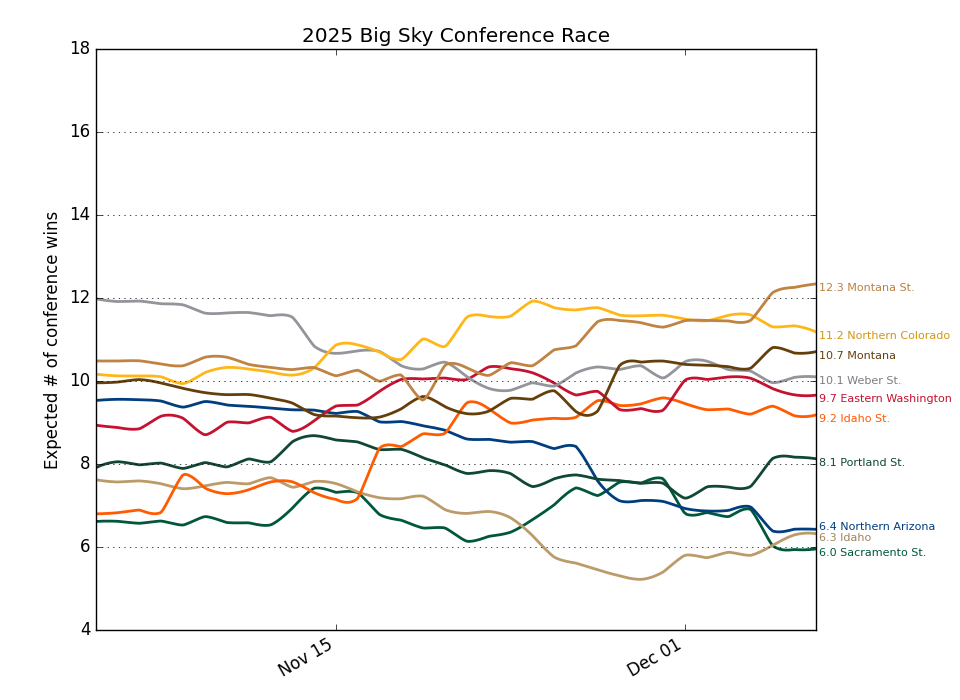 2025 Big Sky Conference Race
Expected # of conference wins
18
16
14
12
10
8
6
4
Nov 15
Dec 01
12.3 Montana St.
11.2 Northern Colorado
10.7 Montana
10.1 Weber St.
9.7 Eastern Washington
9.2 Idaho St.
8.1 Portland St.
6.4 Northern Arizona
6.3 Idaho
6.0 Sacramento St.